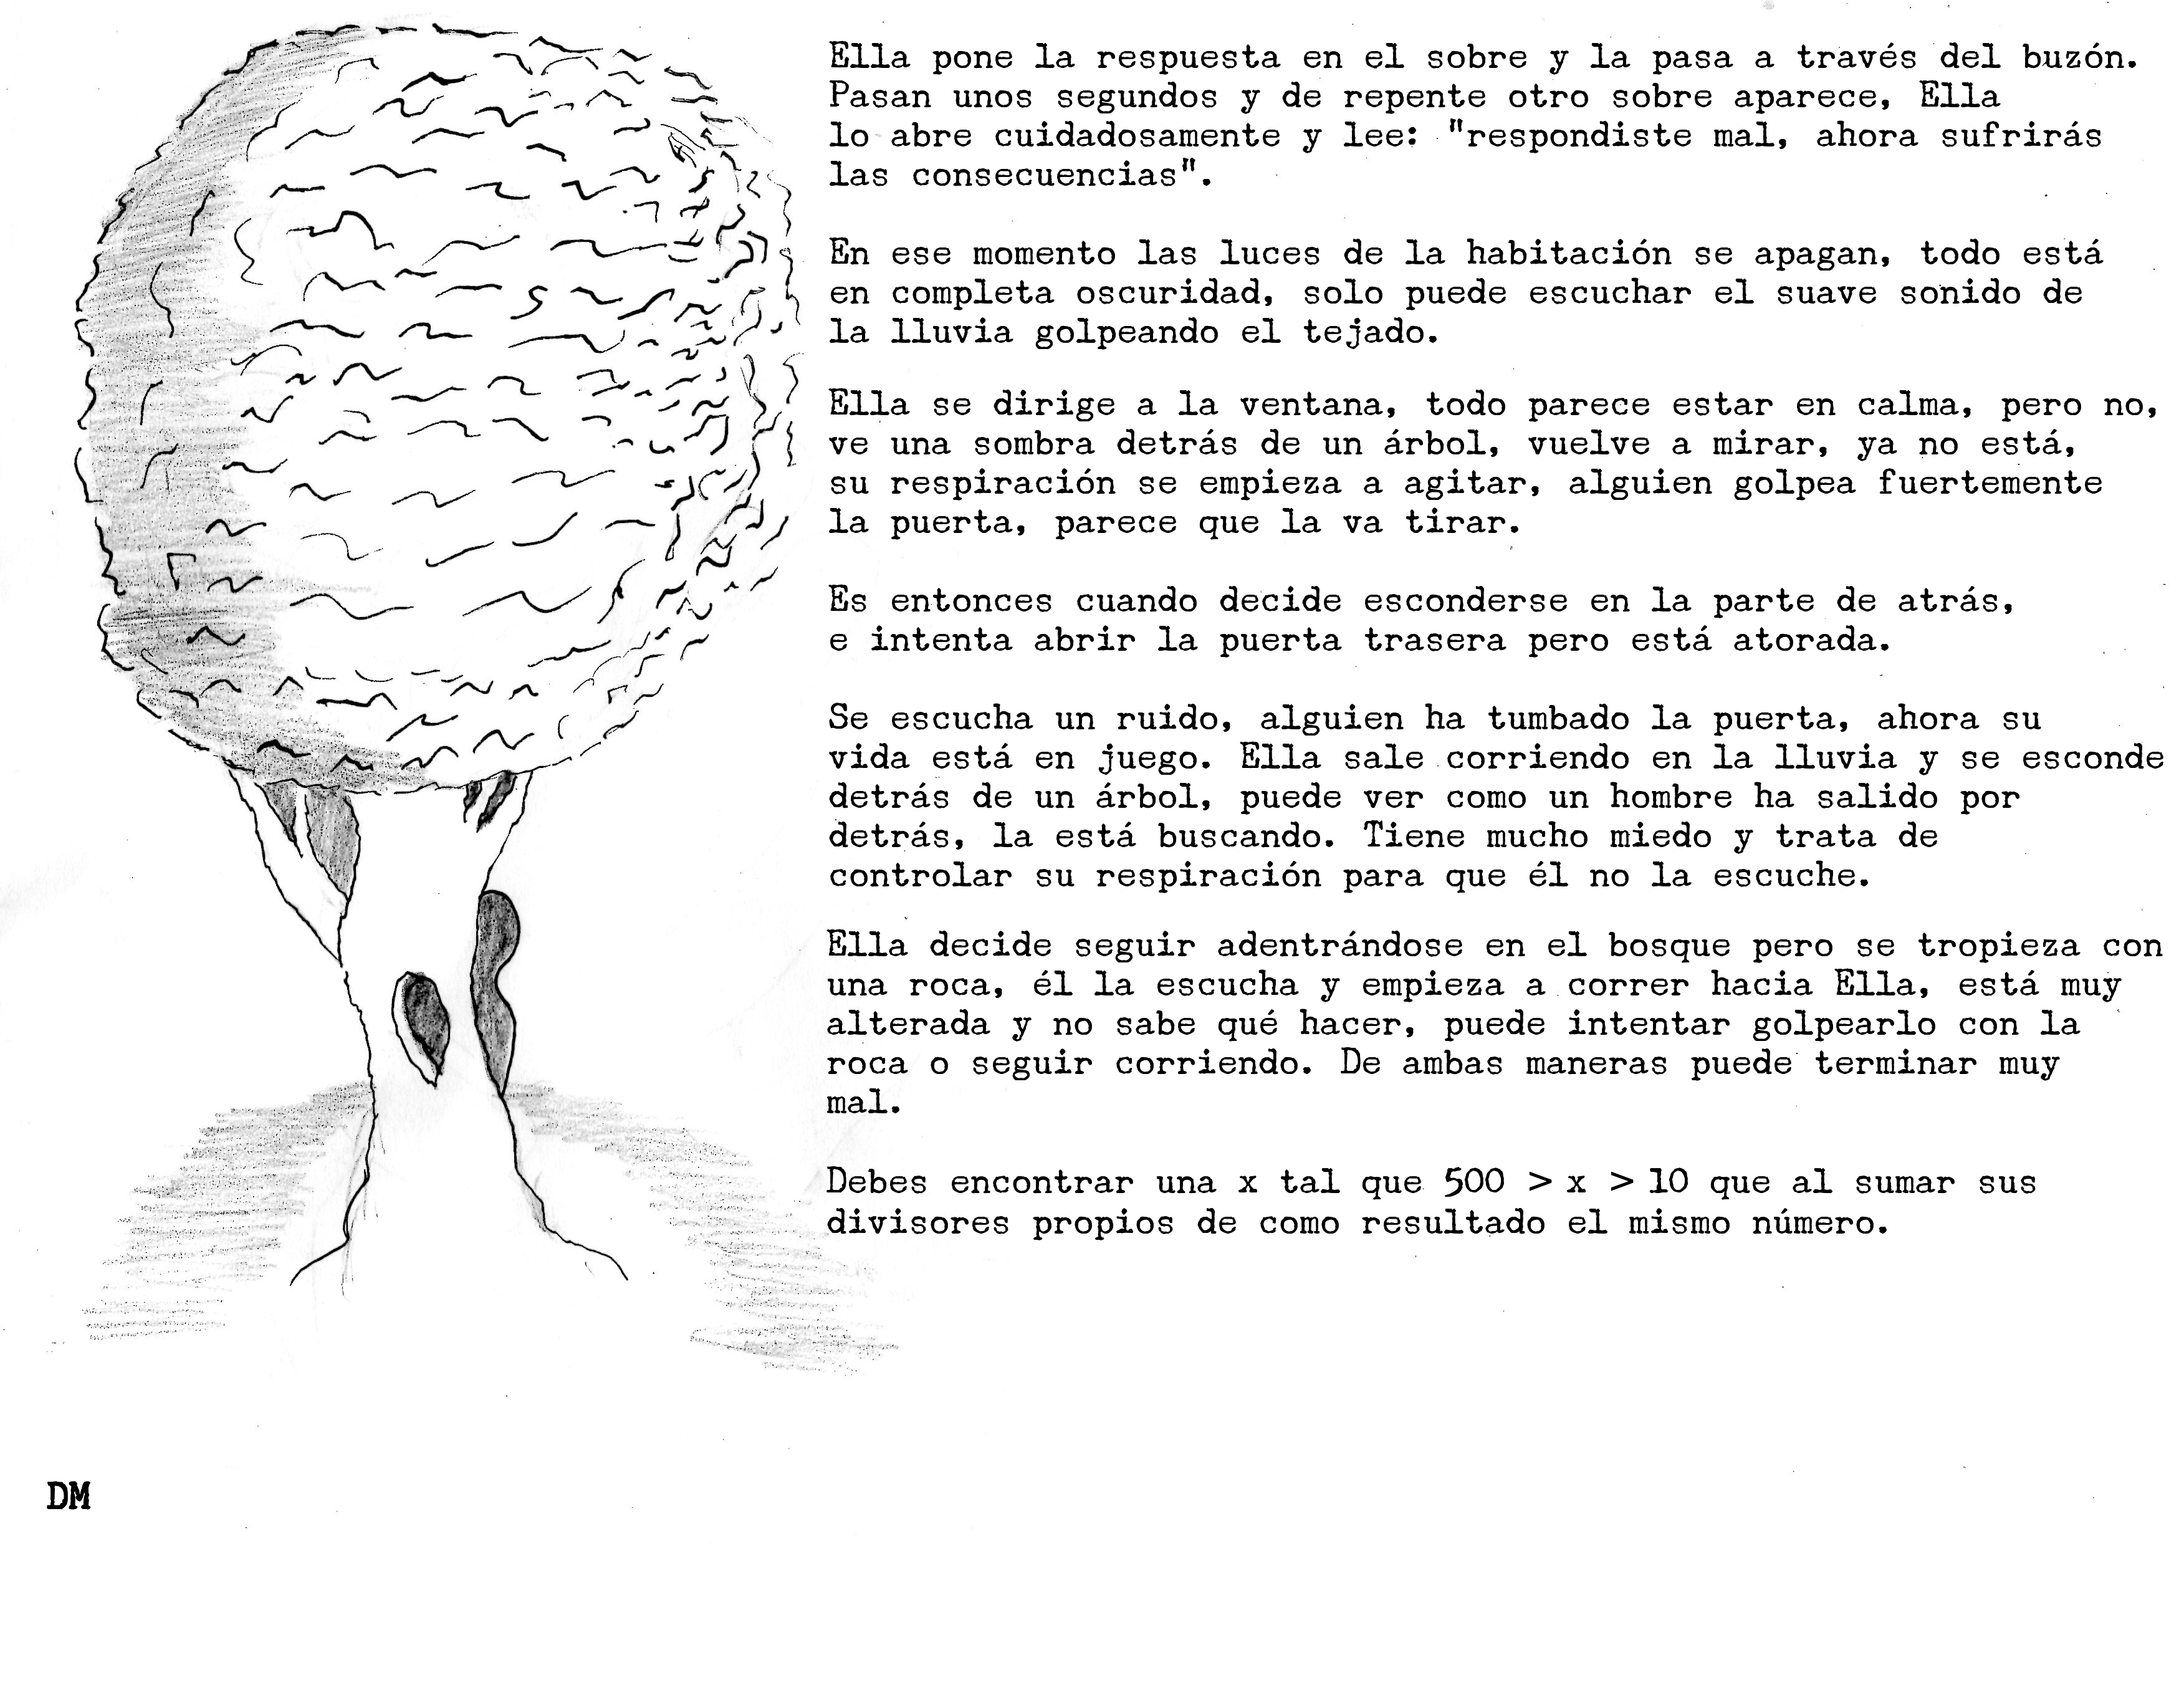 Ella pone la respuesta en el sobre y la pasa a través del buzón.
Pasan unos segundos y de repente otro sobre aparece, Ella
lo abre cuidadosamente y lee: "respondiste mal, ahora sufrirás
las consecuencias".
En ese momento las luces de la habitación se apagan, todo está
en completa oscuridad, solo puede escuchar el suave sonido de
la lluvia golpeando el tejado.
Ella se dirige a la ventana, todo parece estar en calma, pero no,
ve una sombra detrás de un árbol, vuelve a mirar, ya no está,
su respiración se empieza a agitar, alguien golpea fuertemente
la puerta, parece que la va tirar.
Es entonces cuando decide esconderse en la parte de atrás,
e intenta abrir la puerta trasera pero está atorada.
Se escucha un ruido, alguien ha tumbado la puerta, ahora su
vida está en juego. Ella sale corriendo en la lluvia y se esconde
detrás de un árbol, puede ver como un hombre ha salido por
detrás, la está buscando. Tiene mucho miedo y trata de
controlar su respiración para que él no la escuche.
Ella decide seguir adentrándose en el bosque pero se tropieza con
una roca, él la escucha y empieza a correr hacia Ella, está muy
alterada y no sabe qué hacer, puede intentar golpearlo con la
roca o seguir corriendo. De ambas maneras puede terminar muy
mal.
Debes encontrar una x tal que 500 > x > 10 que al sumar sus
divisores propios de como resultado el mismo número.
DM